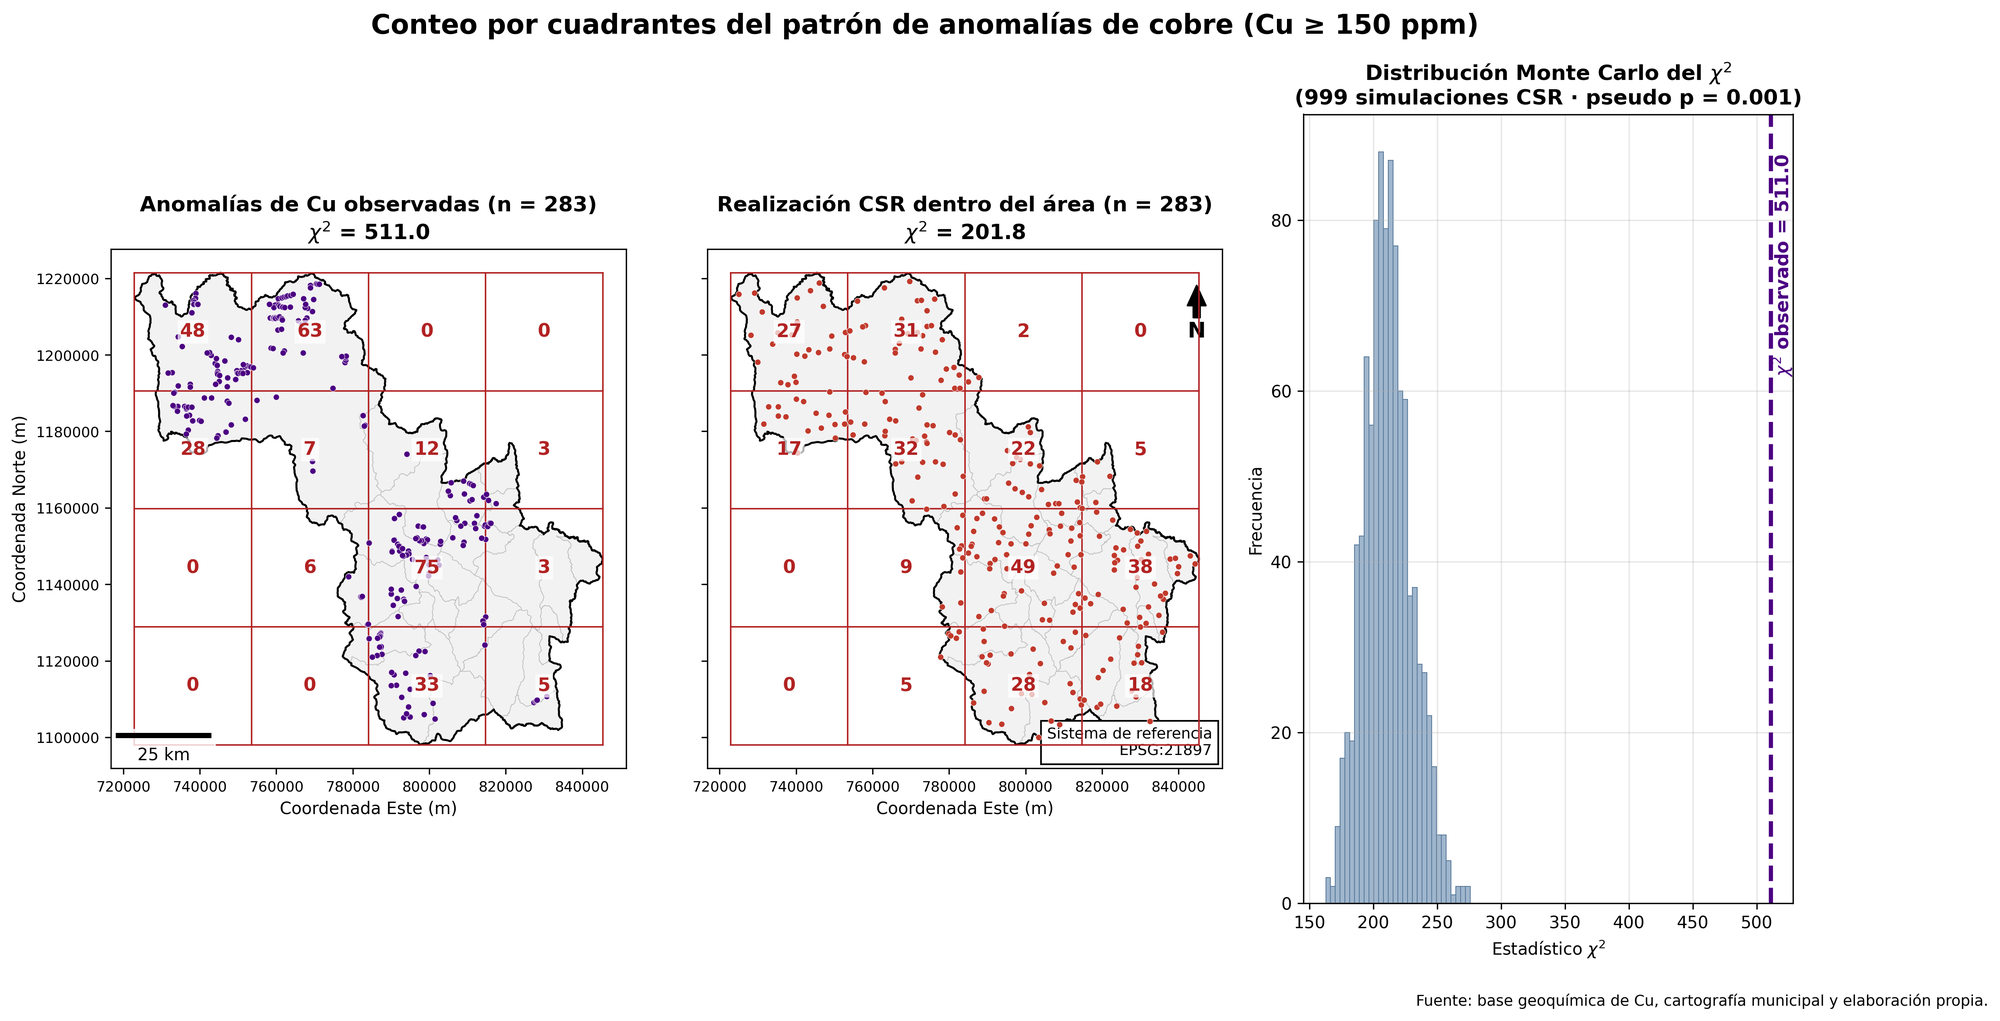 Conteo por cuadrantes del patrón de anomalías de cobre (Cu ≥ 150 ppm)
Anomalías de Cu observadas (n = 283)
χ² = 511.0
1220000
1200000
1180000
1160000
1140000
1120000
1100000
Coordenada Norte (m)
48 63 0 0
28 7 12 3
0 6 75 3
0 0 33 5
25 km
720000 740000 760000 780000 800000 820000 840000
Coordenada Este (m)
Realización CSR dentro del área (n = 283)
χ² = 201.8
N
27 31 2 0
17 32 22 5
0 9 49 38
0 5 28 18
Sistema de referencia
EPSG:21897
720000 740000 760000 780000 800000 820000 840000
Coordenada Este (m)
Distribución Monte Carlo del χ²
(999 simulaciones CSR · pseudo p = 0.001)
80
60
40
20
0
Frecuencia
χ² observado = 511.0
150 200 250 300 350 400 450 500
Estadístico χ²
Fuente: base geoquímica de Cu, cartografía municipal y elaboración propia.